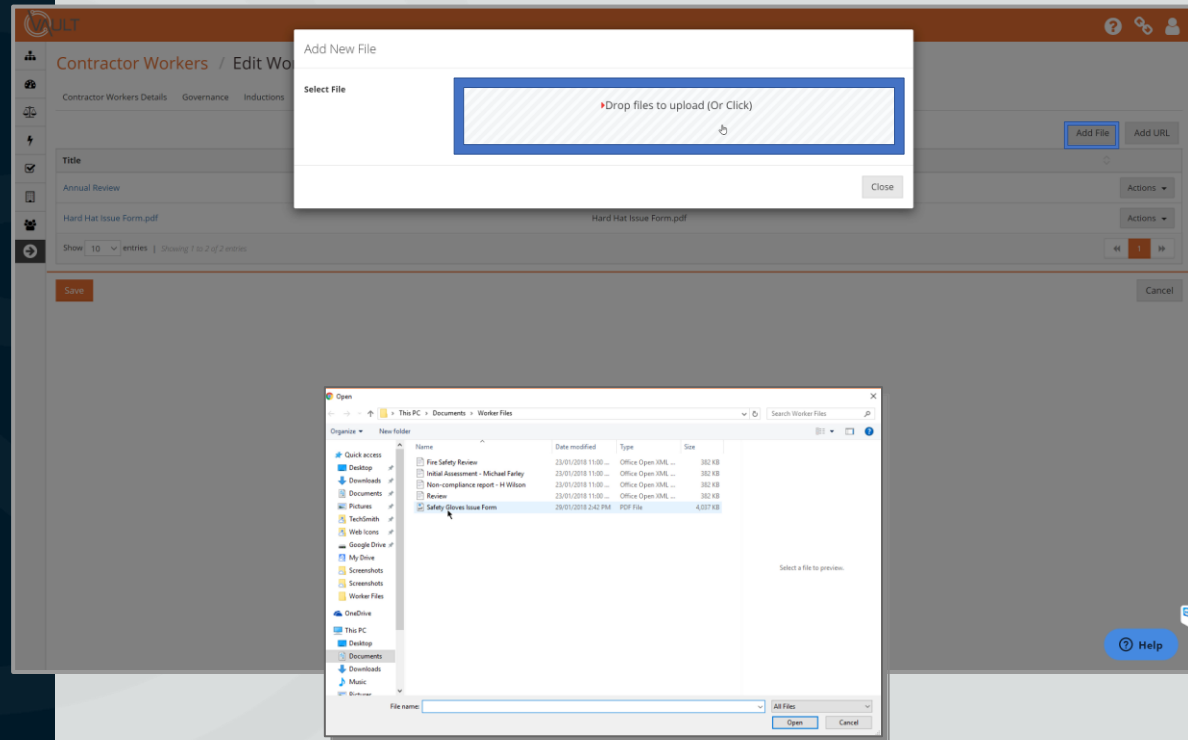 VAULT
Contractor Workers / Edit Wo
Contractor Workers Details Governance Inductions
Add New File
Select File
Drop files to upload (Or Click)
Close
Add File Add URL
Title
Annual Review Actions
Hard Hat Issue Form.pdf Hard Hat Issue Form.pdf Actions
Show 10 entries | Showing 1 to 2 of 2 entries 1
Save Cancel
Open
This PC > Documents > Worker Files Search Worker Files
Organize New folder
Name Date modified Type Size
Fire Safety Review 23/01/2018 11:00 ... Office Open XML ... 382 KB
Initial Assessment - Michael Farley 23/01/2018 11:00 ... Office Open XML ... 382 KB
Non-compliance report - H Wilson 23/01/2018 11:00 ... Office Open XML ... 382 KB
Review 23/01/2018 11:00 ... Office Open XML ... 382 KB
Safety Gloves Issue Form 29/01/2018 2:42 PM PDF File 4,037 KB
Quick access
Desktop
Downloads
Documents
Pictures
TechSmith
Web Icons
Google Drive
My Drive
Screenshots
Screenshots
Worker Files
OneDrive
This PC
Desktop
Documents
Downloads
Music
Pictures
Select a file to preview.
File name: All Files
Open Cancel
Help